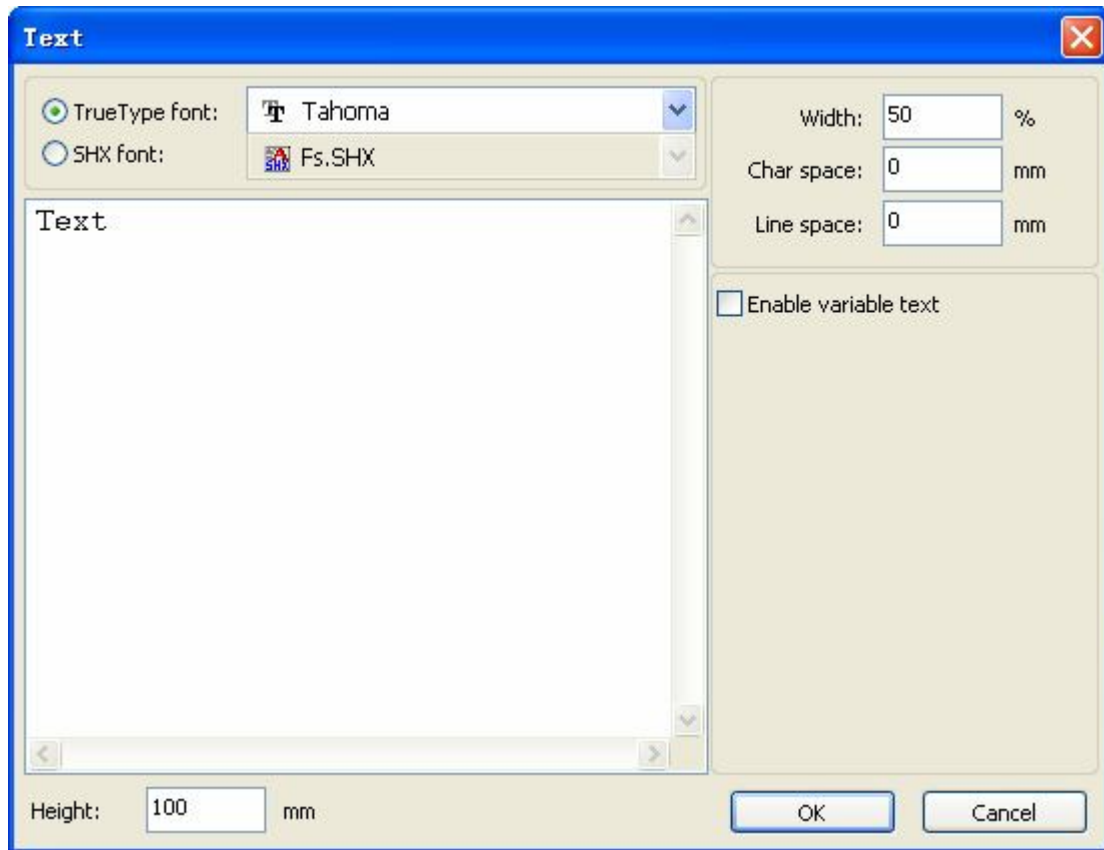 Text
TrueType font: Tahoma
SHX font: Fs.SHX
Width: 50 %
Char space: 0 mm
Line space: 0 mm
Text
Enable variable text
Height: 100 mm
OK Cancel